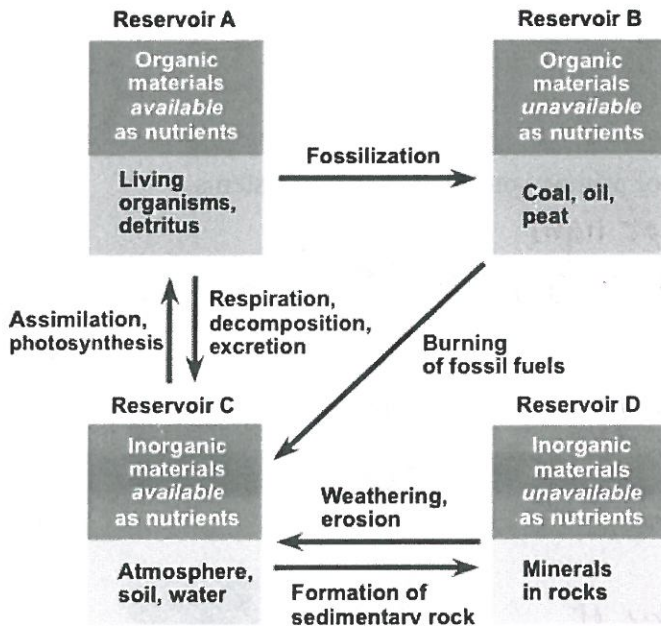 Reservoir A
Organic
materials
available
as nutrients
Living
organisms,
detritus
Fossilization
Reservoir B
Organic
materials
unavailable
as nutrients
Coal, oil,
peat
Assimilation,
photosynthesis
Respiration,
decomposition,
excretion
Burning
of fossil fuels
Reservoir C
Inorganic
materials
available
as nutrients
Atmosphere,
soil, water
Weathering,
erosion
Formation of
sedimentary rock
Reservoir D
Inorganic
materials
unavailable
as nutrients
Minerals
in rocks